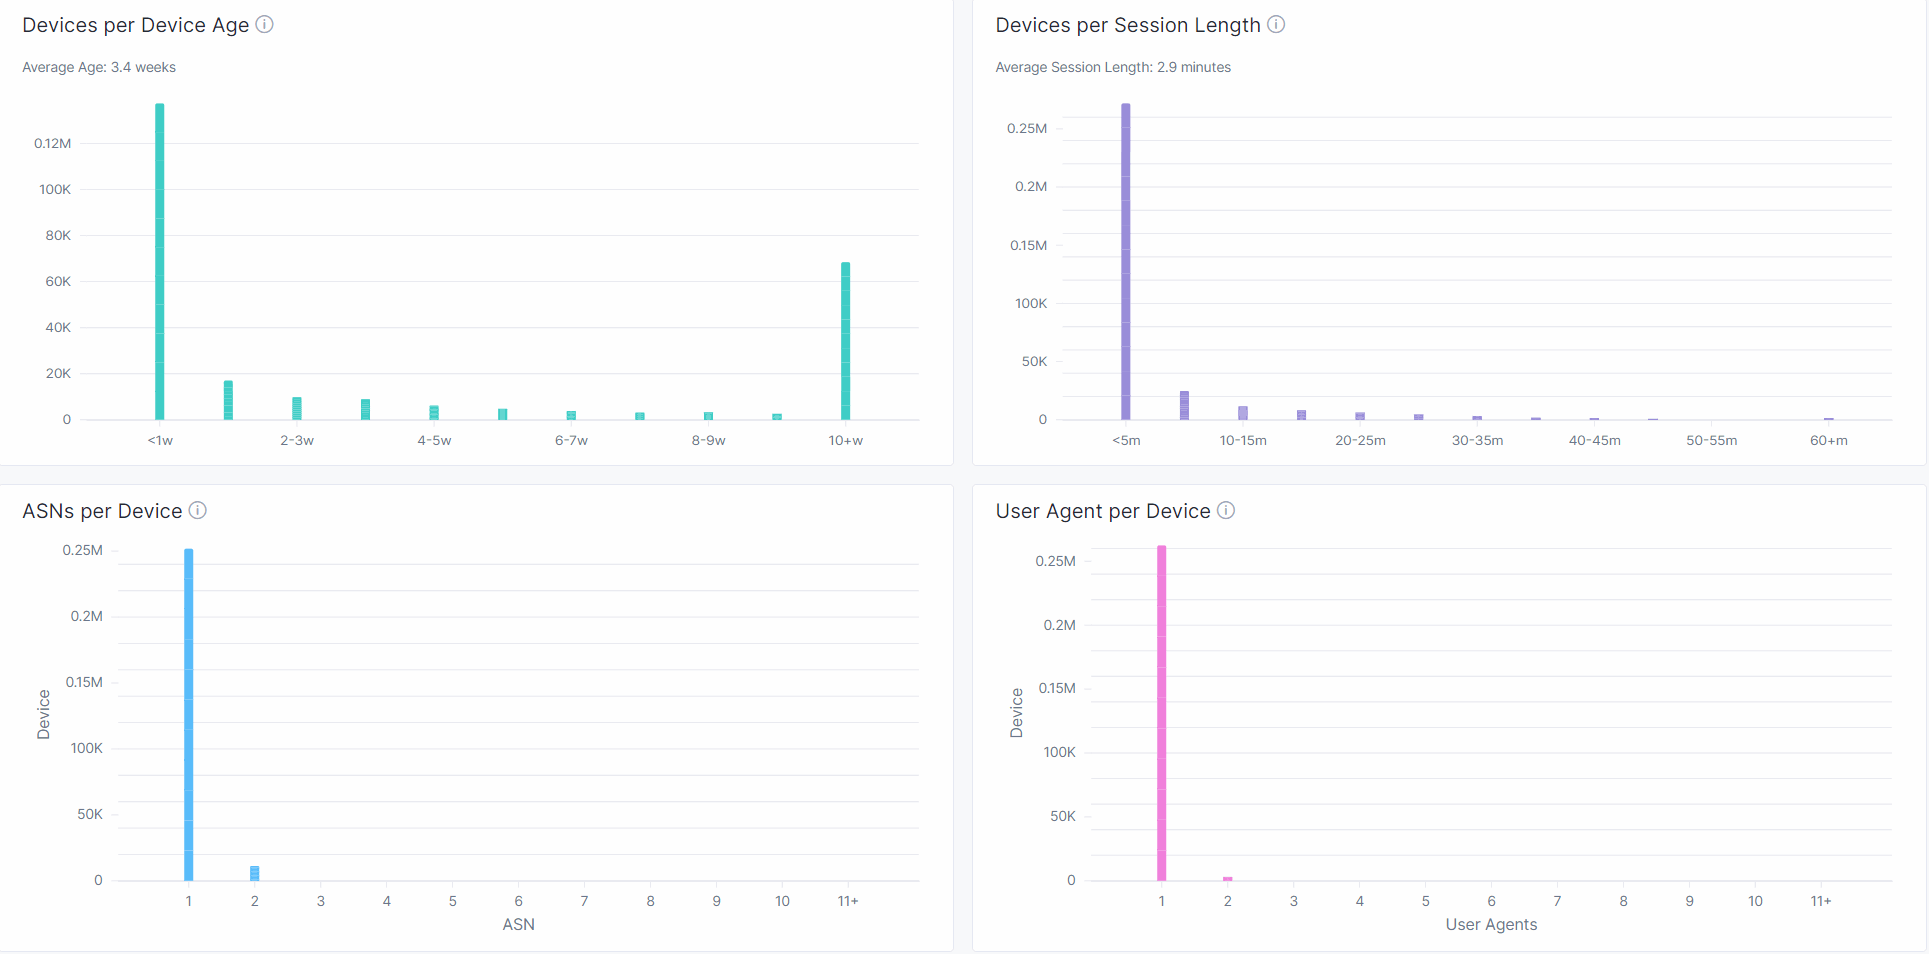 Devices per Device Age
Average Age: 3.4 weeks
0.12M
100K
80K
60K
40K
20K
0
<1w 2-3w 4-5w 6-7w 8-9w 10+w
Devices per Session Length
Average Session Length: 2.9 minutes
0.25M
0.2M
0.15M
100K
50K
0
<5m 10-15m 20-25m 30-35m 40-45m 50-55m 60+m
ASNs per Device
Device
0.25M
0.2M
0.15M
100K
50K
0
1 2 3 4 5 6 7 8 9 10 11+
ASN
User Agent per Device
Device
0.25M
0.2M
0.15M
100K
50K
0
1 2 3 4 5 6 7 8 9 10 11+
User Agents